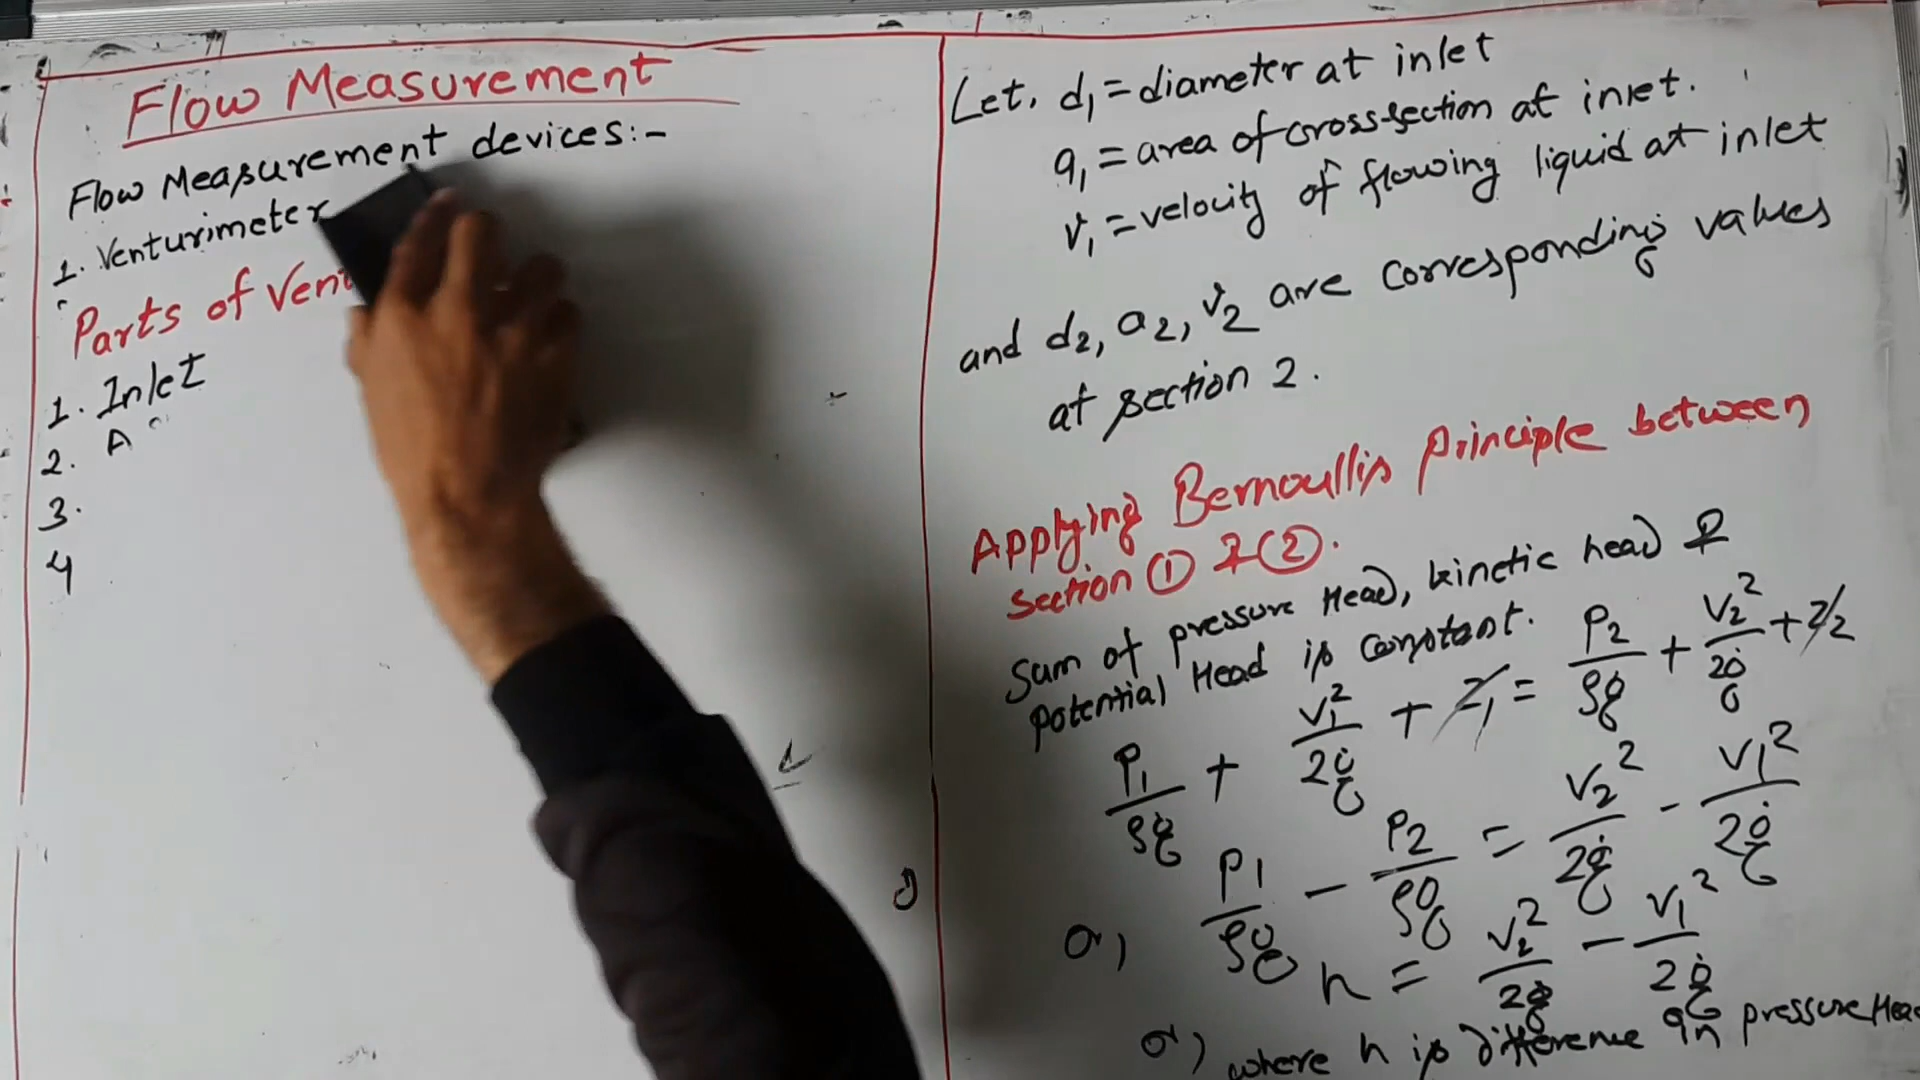 Flow Measurement
Flow Measurement devices:-
1. Venturimeter
Parts of Vent
1. Inlet
2. A
3.
4
Let, d₁ = diameter at inlet
a₁ = area of cross-section at inlet.
v₁ = velocity of flowing liquid at inlet
and d₂, a₂, v₂ are corresponding values
at section 2.
Applying Bernoullis principle between
section ① & ②.
Sum of pressure Head, kinetic head &
potential Head is constant.
P₁/ρg + v₁²/2g + z₁ = P₂/ρg + v₂²/2g + z₂
or, P₁/ρg - P₂/ρg = v₂²/2g - v₁²/2g
or, h = v₂²/2g - v₁²/2g
where h is difference in pressure Head